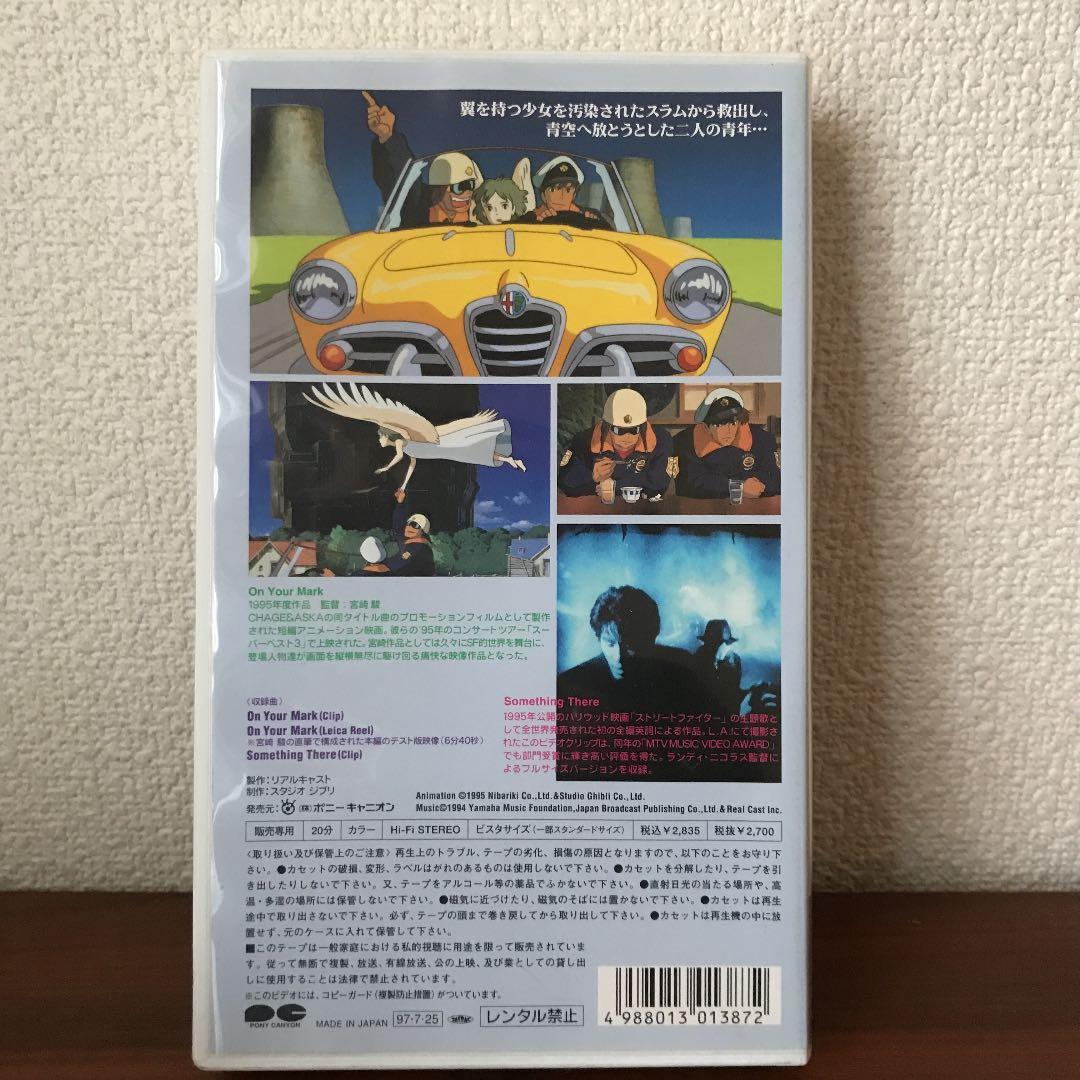 翼を持つ少女を汚染されたスラムから救出し、
青空へ放とうとした二人の青年…
On Your Mark
1995年度作品 監督：宮崎 駿
CHAGE&ASKAの同タイトル曲のプロモーションフィルムとして製作
された短編アニメーション映画。彼らの'95年のコンサートツアー「スー
パーベスト3」で上映された。宮崎作品としては久々にSF的世界を舞台に、
登場人物達が画面を縦横無尽に駆け回る痛快な映像作品となった。
〈収録曲〉
On Your Mark(Clip)
On Your Mark(Leica Reel)
※宮崎 駿の直筆で構成された本編のテスト版映像(6分40秒)
Something There(Clip)
Something There
1995年公開のハリウッド映画「ストリートファイター」の主題歌と
して全世界発売された初の全編英詞による作品。L.A.にて撮影さ
れたこのビデオクリップは、同年の「MTV MUSIC VIDEO AWARD」
でも部門受賞に輝き高い評価を得た。ランディ・ニコラス監督に
よるフルサイズバージョンを収録。
製作：リアルキャスト
制作：スタジオ ジブリ
発売元： ㈱ポニーキャニオン
Animation ©1995 Nibariki Co.,Ltd.&Studio Ghibli Co.,Ltd.
Music©1994 Yamaha Music Foundation,Japan Broadcast Publishing Co.,Ltd.& Real Cast Inc.
販売専用 20分 カラー Hi-Fi STEREO ビスタサイズ(一部スタンダードサイズ) 税込￥2,835 税抜￥2,700
〈取り扱い及び保管上のご注意〉再生上のトラブル、テープの劣化、損傷の原因となりますので、以下のことをお守り下
さい。●カセットの破損、変形、ラベルはがれのあるものは使用しないで下さい。●カセットを分解したり、テープを引
き出したりしないで下さい。又、テープをアルコール等の薬品でふかないで下さい。●直射日光の当たる場所や、高
温・多湿の場所には保管しないで下さい。●磁気に近づけたり、磁気のそばには置かないで下さい。●カセットは再生
途中で取り出さないで下さい。必ず、テープの頭まで巻き戻してから取り出して下さい。●カセットは再生機の中に放
置せず、元のケースに入れて保管して下さい。
■このテープは一般家庭における私的視聴に用途を限って販売されていま
す。従って無断で複製、放送、有線放送、公の上映、及び業としての貸し出
しに使用することは法律で禁止されています。
※このビデオには、コピーガード(複製防止措置)がついています。
PONY CANYON
MADE IN JAPAN 97・7・25 レンタル禁止
4 988013 013872